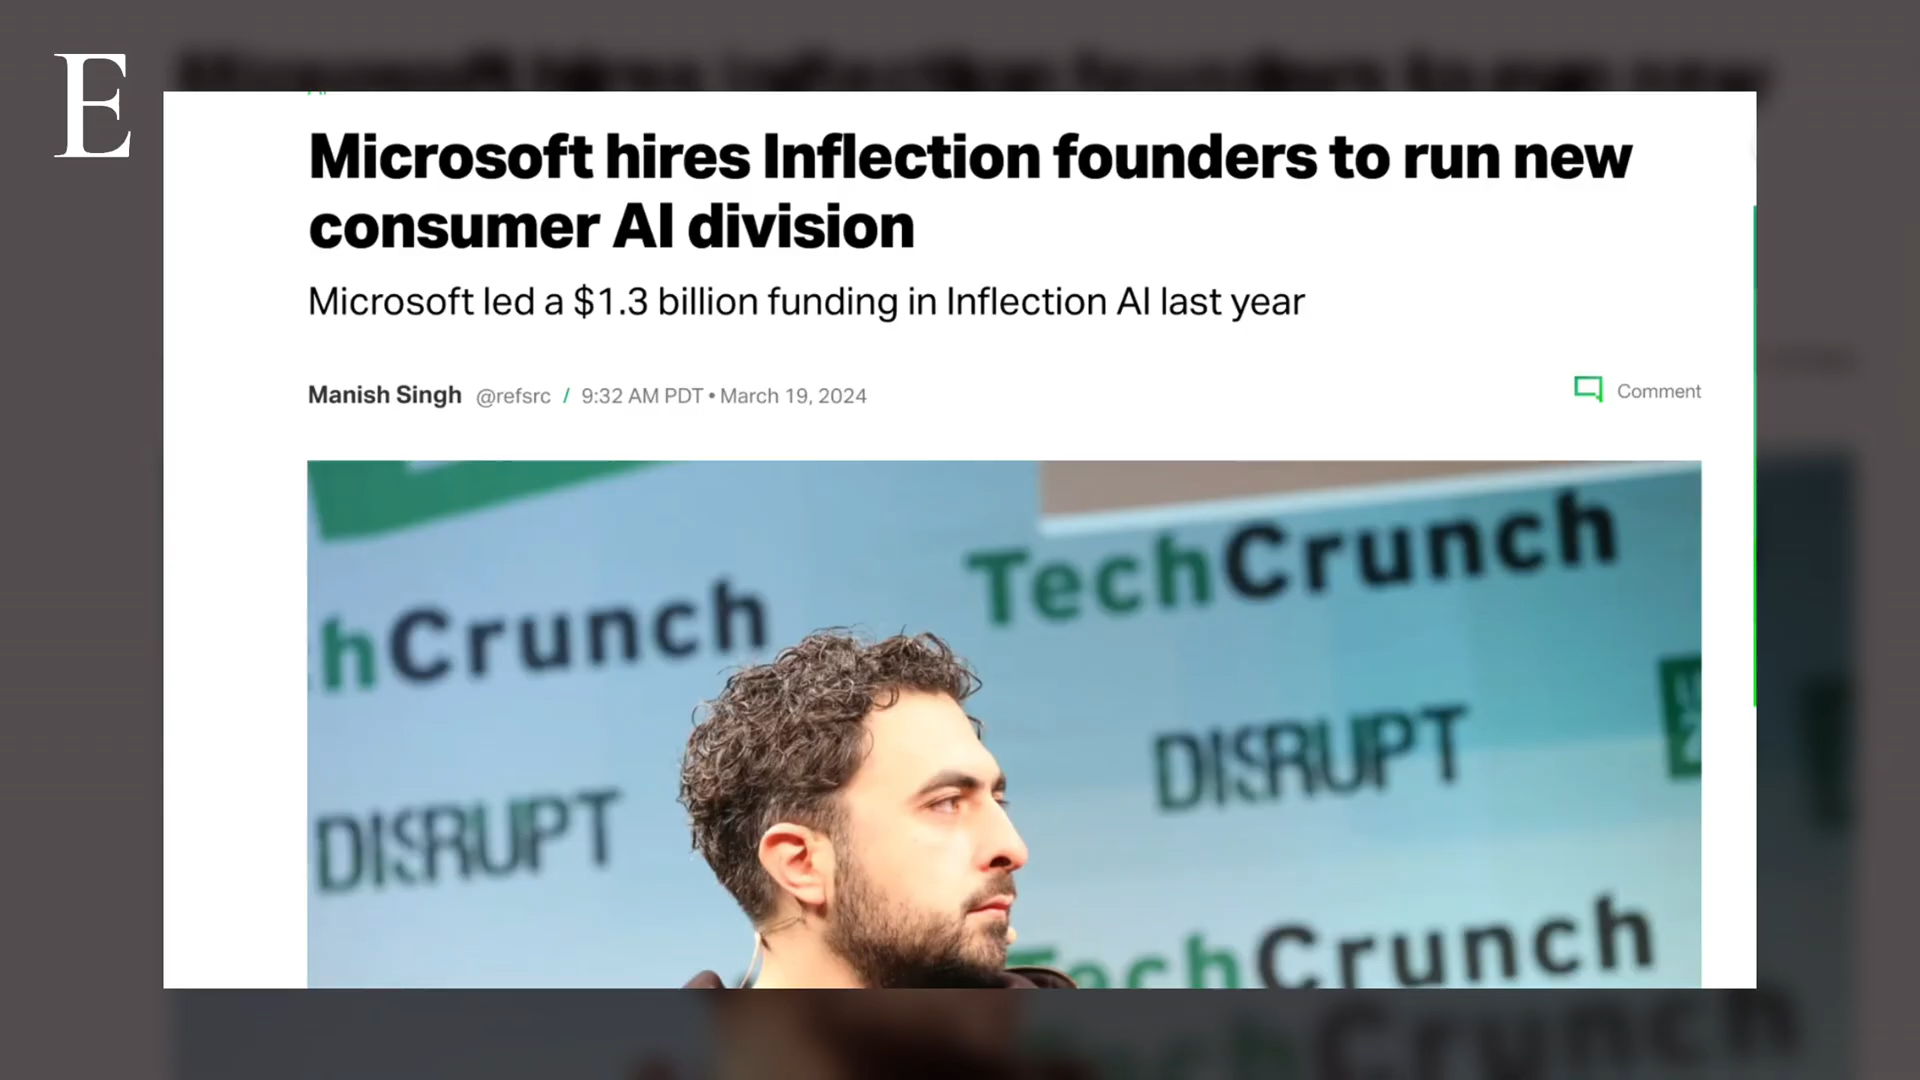 E
Microsoft hires Inflection founders to run new
consumer AI division
Microsoft led a $1.3 billion funding in Inflection AI last year
Manish Singh @refsrc / 9:32 AM PDT • March 19, 2024
Comment
TechCrunch
hCrunch
DISRUPT
DISRUPT
echCrunch